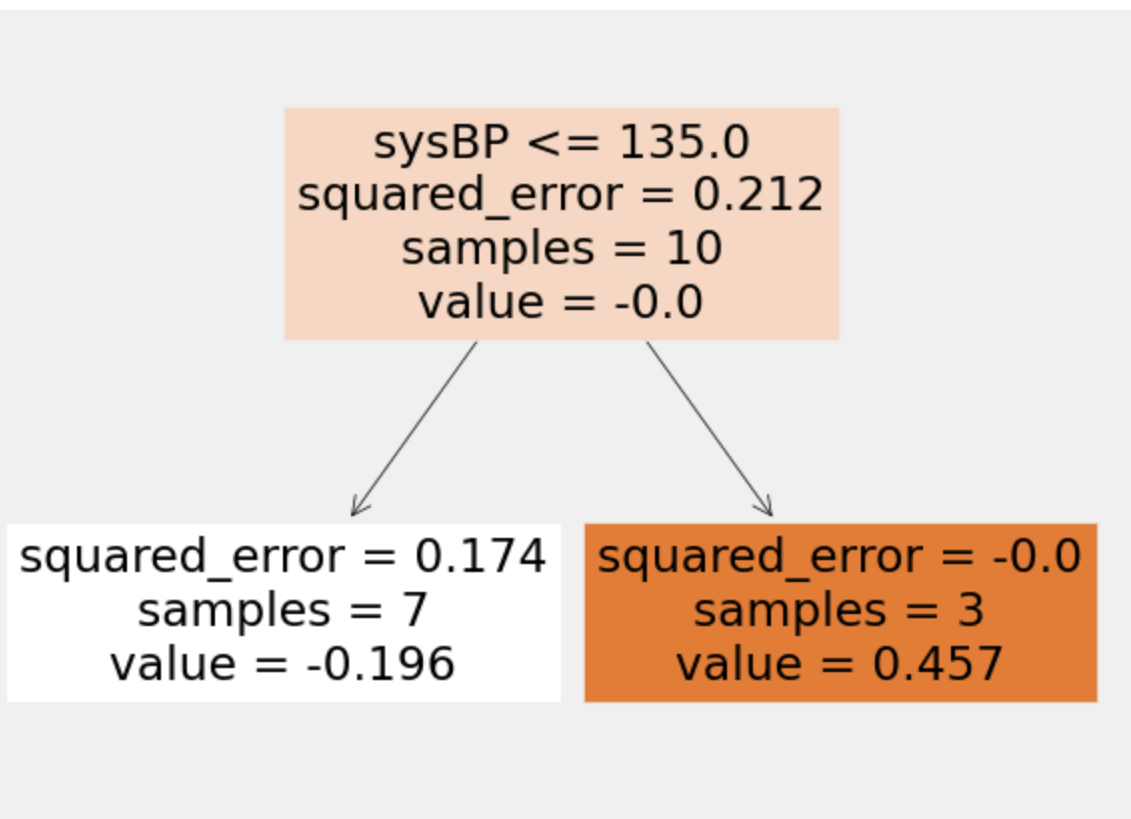 sysBP <= 135.0
squared_error = 0.212
samples = 10
value = -0.0
squared_error = 0.174
samples = 7
value = -0.196
squared_error = -0.0
samples = 3
value = 0.457